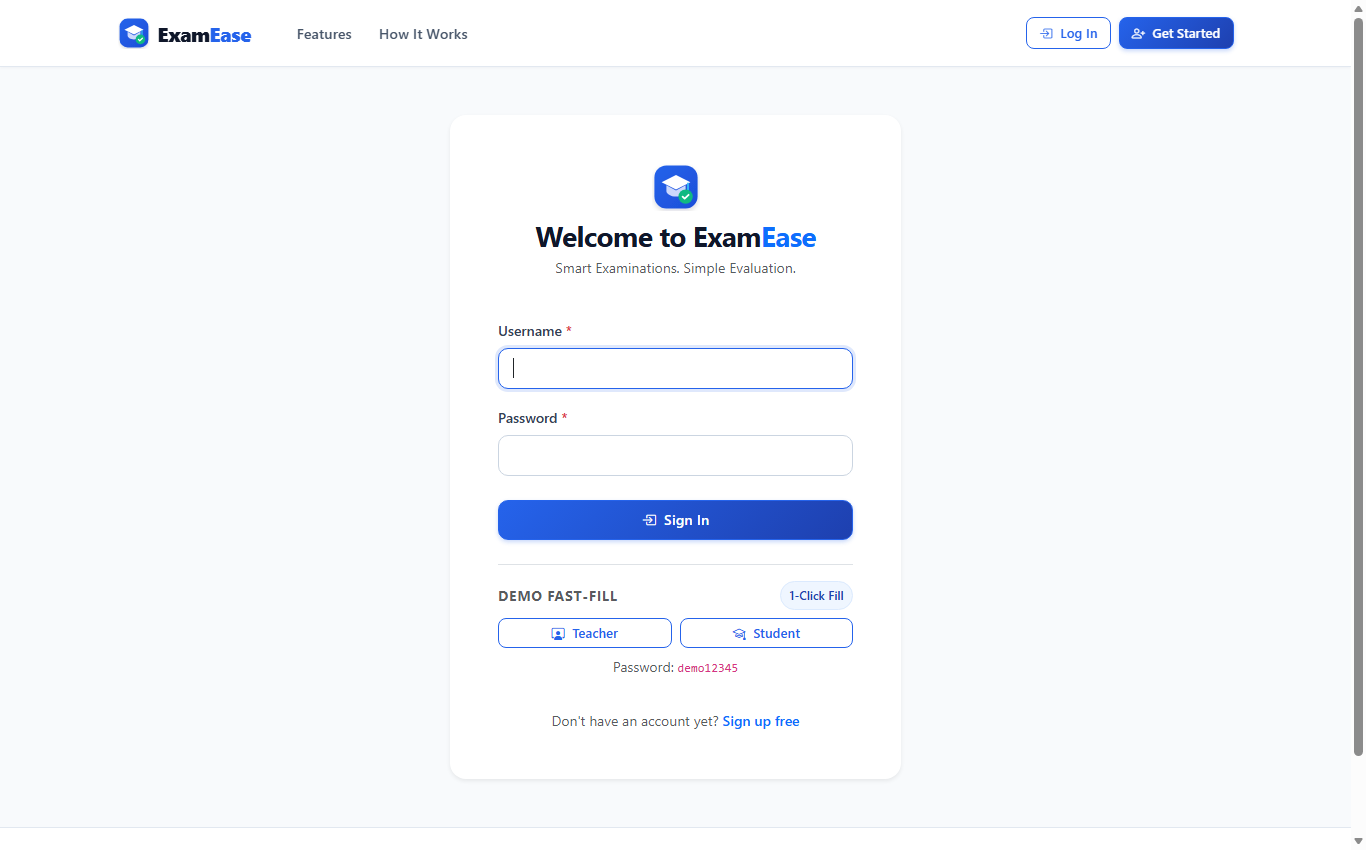 ExamEase Features How It Works Log In Get Started
Welcome to ExamEase
Smart Examinations. Simple Evaluation.
Username *
Password *
Sign In
DEMO FAST-FILL 1-Click Fill
Teacher Student
Password: demo12345
Don't have an account yet? Sign up free